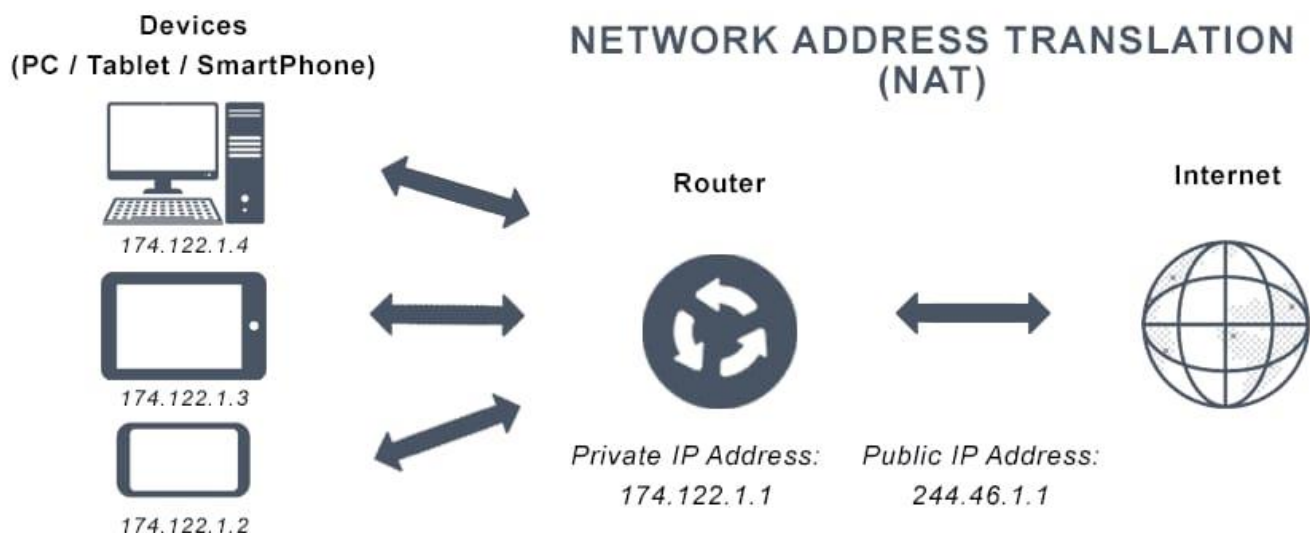 Devices
(PC / Tablet / SmartPhone)
174.122.1.4
174.122.1.3
174.122.1.2
NETWORK ADDRESS TRANSLATION
(NAT)
Router
Private IP Address:
174.122.1.1
Public IP Address:
244.46.1.1
Internet